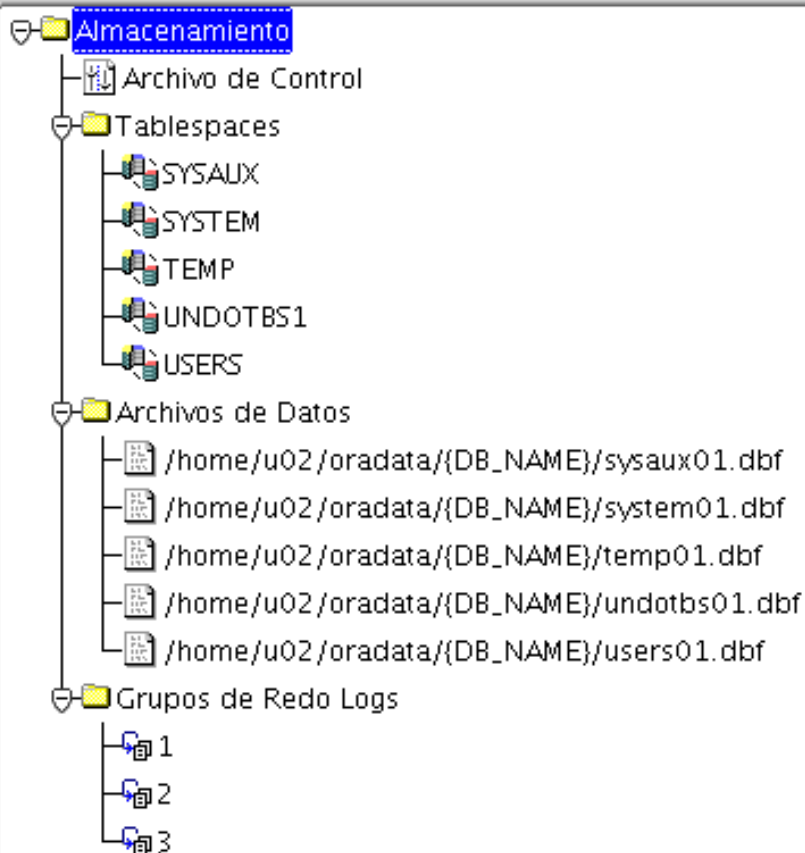 Almacenamiento
Archivo de Control
Tablespaces
SYSAUX
SYSTEM
TEMP
UNDOTBS1
USERS
Archivos de Datos
/home/u02/oradata/{DB_NAME}/sysaux01.dbf
/home/u02/oradata/{DB_NAME}/system01.dbf
/home/u02/oradata/{DB_NAME}/temp01.dbf
/home/u02/oradata/{DB_NAME}/undotbs01.dbf
/home/u02/oradata/{DB_NAME}/users01.dbf
Grupos de Redo Logs
1
2
3